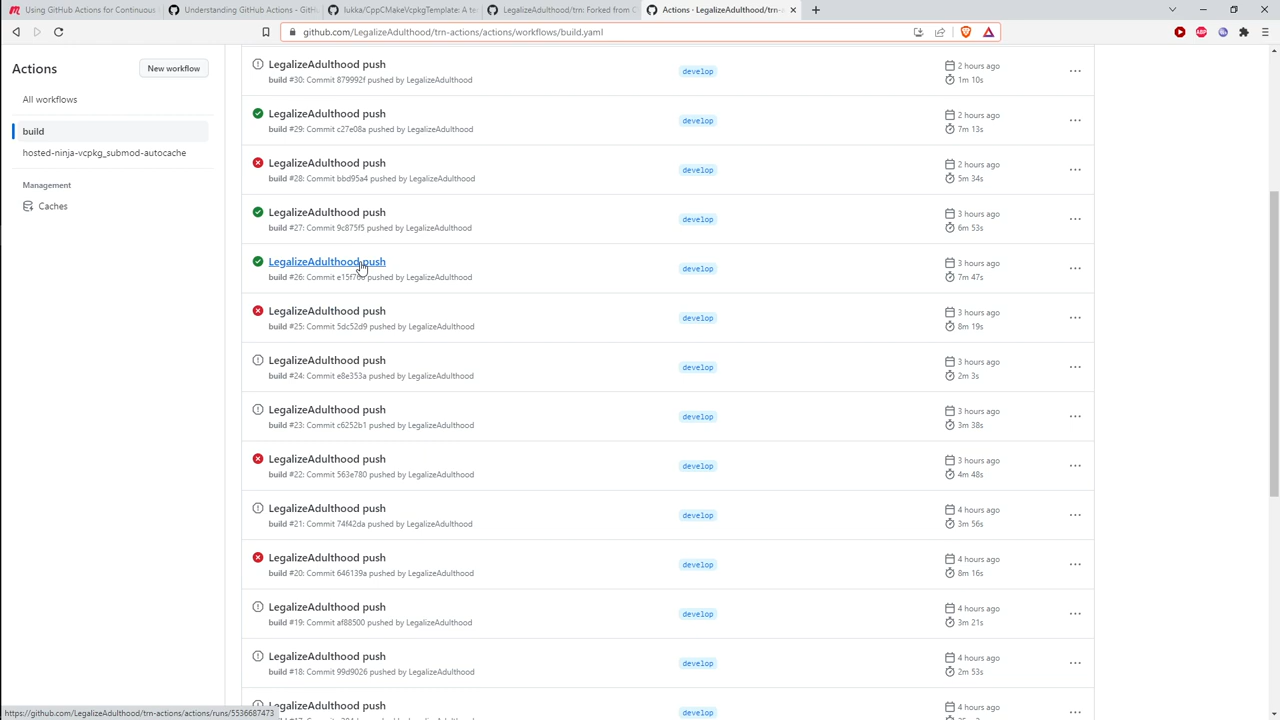 Using GitHub Actions for Continuous
Understanding GitHub Actions - GitH
lukka/CppCMakeVcpkgTemplate: A te
LegalizeAdulthood/trn: Forked from C
Actions · LegalizeAdulthood/trn-a
github.com/LegalizeAdulthood/trn-actions/actions/workflows/build.yaml
Actions
New workflow
All workflows
build
hosted-ninja-vcpkg_submod-autocache
Management
Caches
LegalizeAdulthood push
build #30: Commit 879992f pushed by LegalizeAdulthood
develop
2 hours ago
1m 10s
LegalizeAdulthood push
build #29: Commit c27e08a pushed by LegalizeAdulthood
develop
2 hours ago
7m 13s
LegalizeAdulthood push
build #28: Commit bbd95a4 pushed by LegalizeAdulthood
develop
2 hours ago
5m 34s
LegalizeAdulthood push
build #27: Commit 9c875f5 pushed by LegalizeAdulthood
develop
3 hours ago
6m 53s
LegalizeAdulthood push
build #26: Commit pushed by LegalizeAdulthood
develop
3 hours ago
7m 47s
LegalizeAdulthood push
build #25: Commit 5dc52d9 pushed by LegalizeAdulthood
develop
3 hours ago
8m 19s
LegalizeAdulthood push
build #24: Commit e8e353a pushed by LegalizeAdulthood
develop
3 hours ago
2m 3s
LegalizeAdulthood push
build #23: Commit c6252b1 pushed by LegalizeAdulthood
develop
3 hours ago
3m 38s
LegalizeAdulthood push
build #22: Commit 563e780 pushed by LegalizeAdulthood
develop
3 hours ago
4m 48s
LegalizeAdulthood push
build #21: Commit 74f42da pushed by LegalizeAdulthood
develop
4 hours ago
3m 56s
LegalizeAdulthood push
build #20: Commit 646139a pushed by LegalizeAdulthood
develop
4 hours ago
8m 16s
LegalizeAdulthood push
build #19: Commit af88500 pushed by LegalizeAdulthood
develop
4 hours ago
3m 21s
LegalizeAdulthood push
build #18: Commit 99d9026 pushed by LegalizeAdulthood
develop
4 hours ago
2m 53s
LegalizeAdulthood push
develop
4 hours ago
https://github.com/LegalizeAdulthood/trn-actions/actions/runs/5536687473